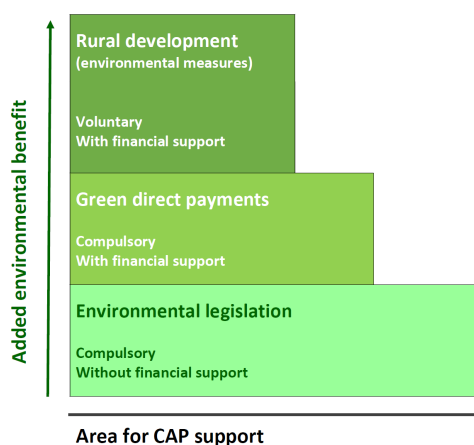 Added environmental benefit
Rural development
(environmental measures)
Voluntary
With financial support
Green direct payments
Compulsory
With financial support
Environmental legislation
Compulsory
Without financial support
Area for CAP support